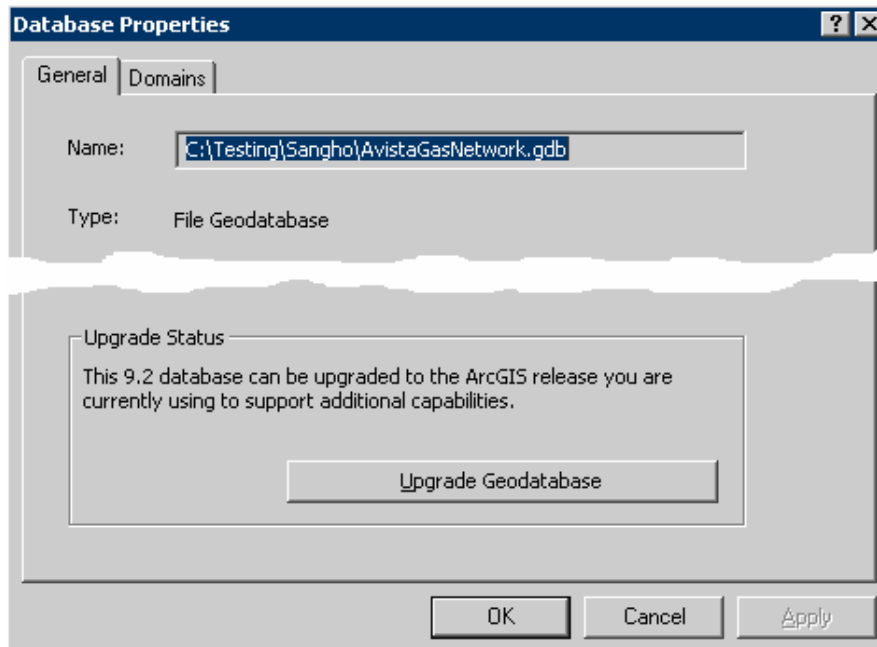 Database Properties
General Domains
Name: C:\Testing\Sangho\AvistaGasNetwork.gdb
Type: File Geodatabase
Upgrade Status
This 9.2 database can be upgraded to the ArcGIS release you are
currently using to support additional capabilities.
Upgrade Geodatabase
OK Cancel Apply